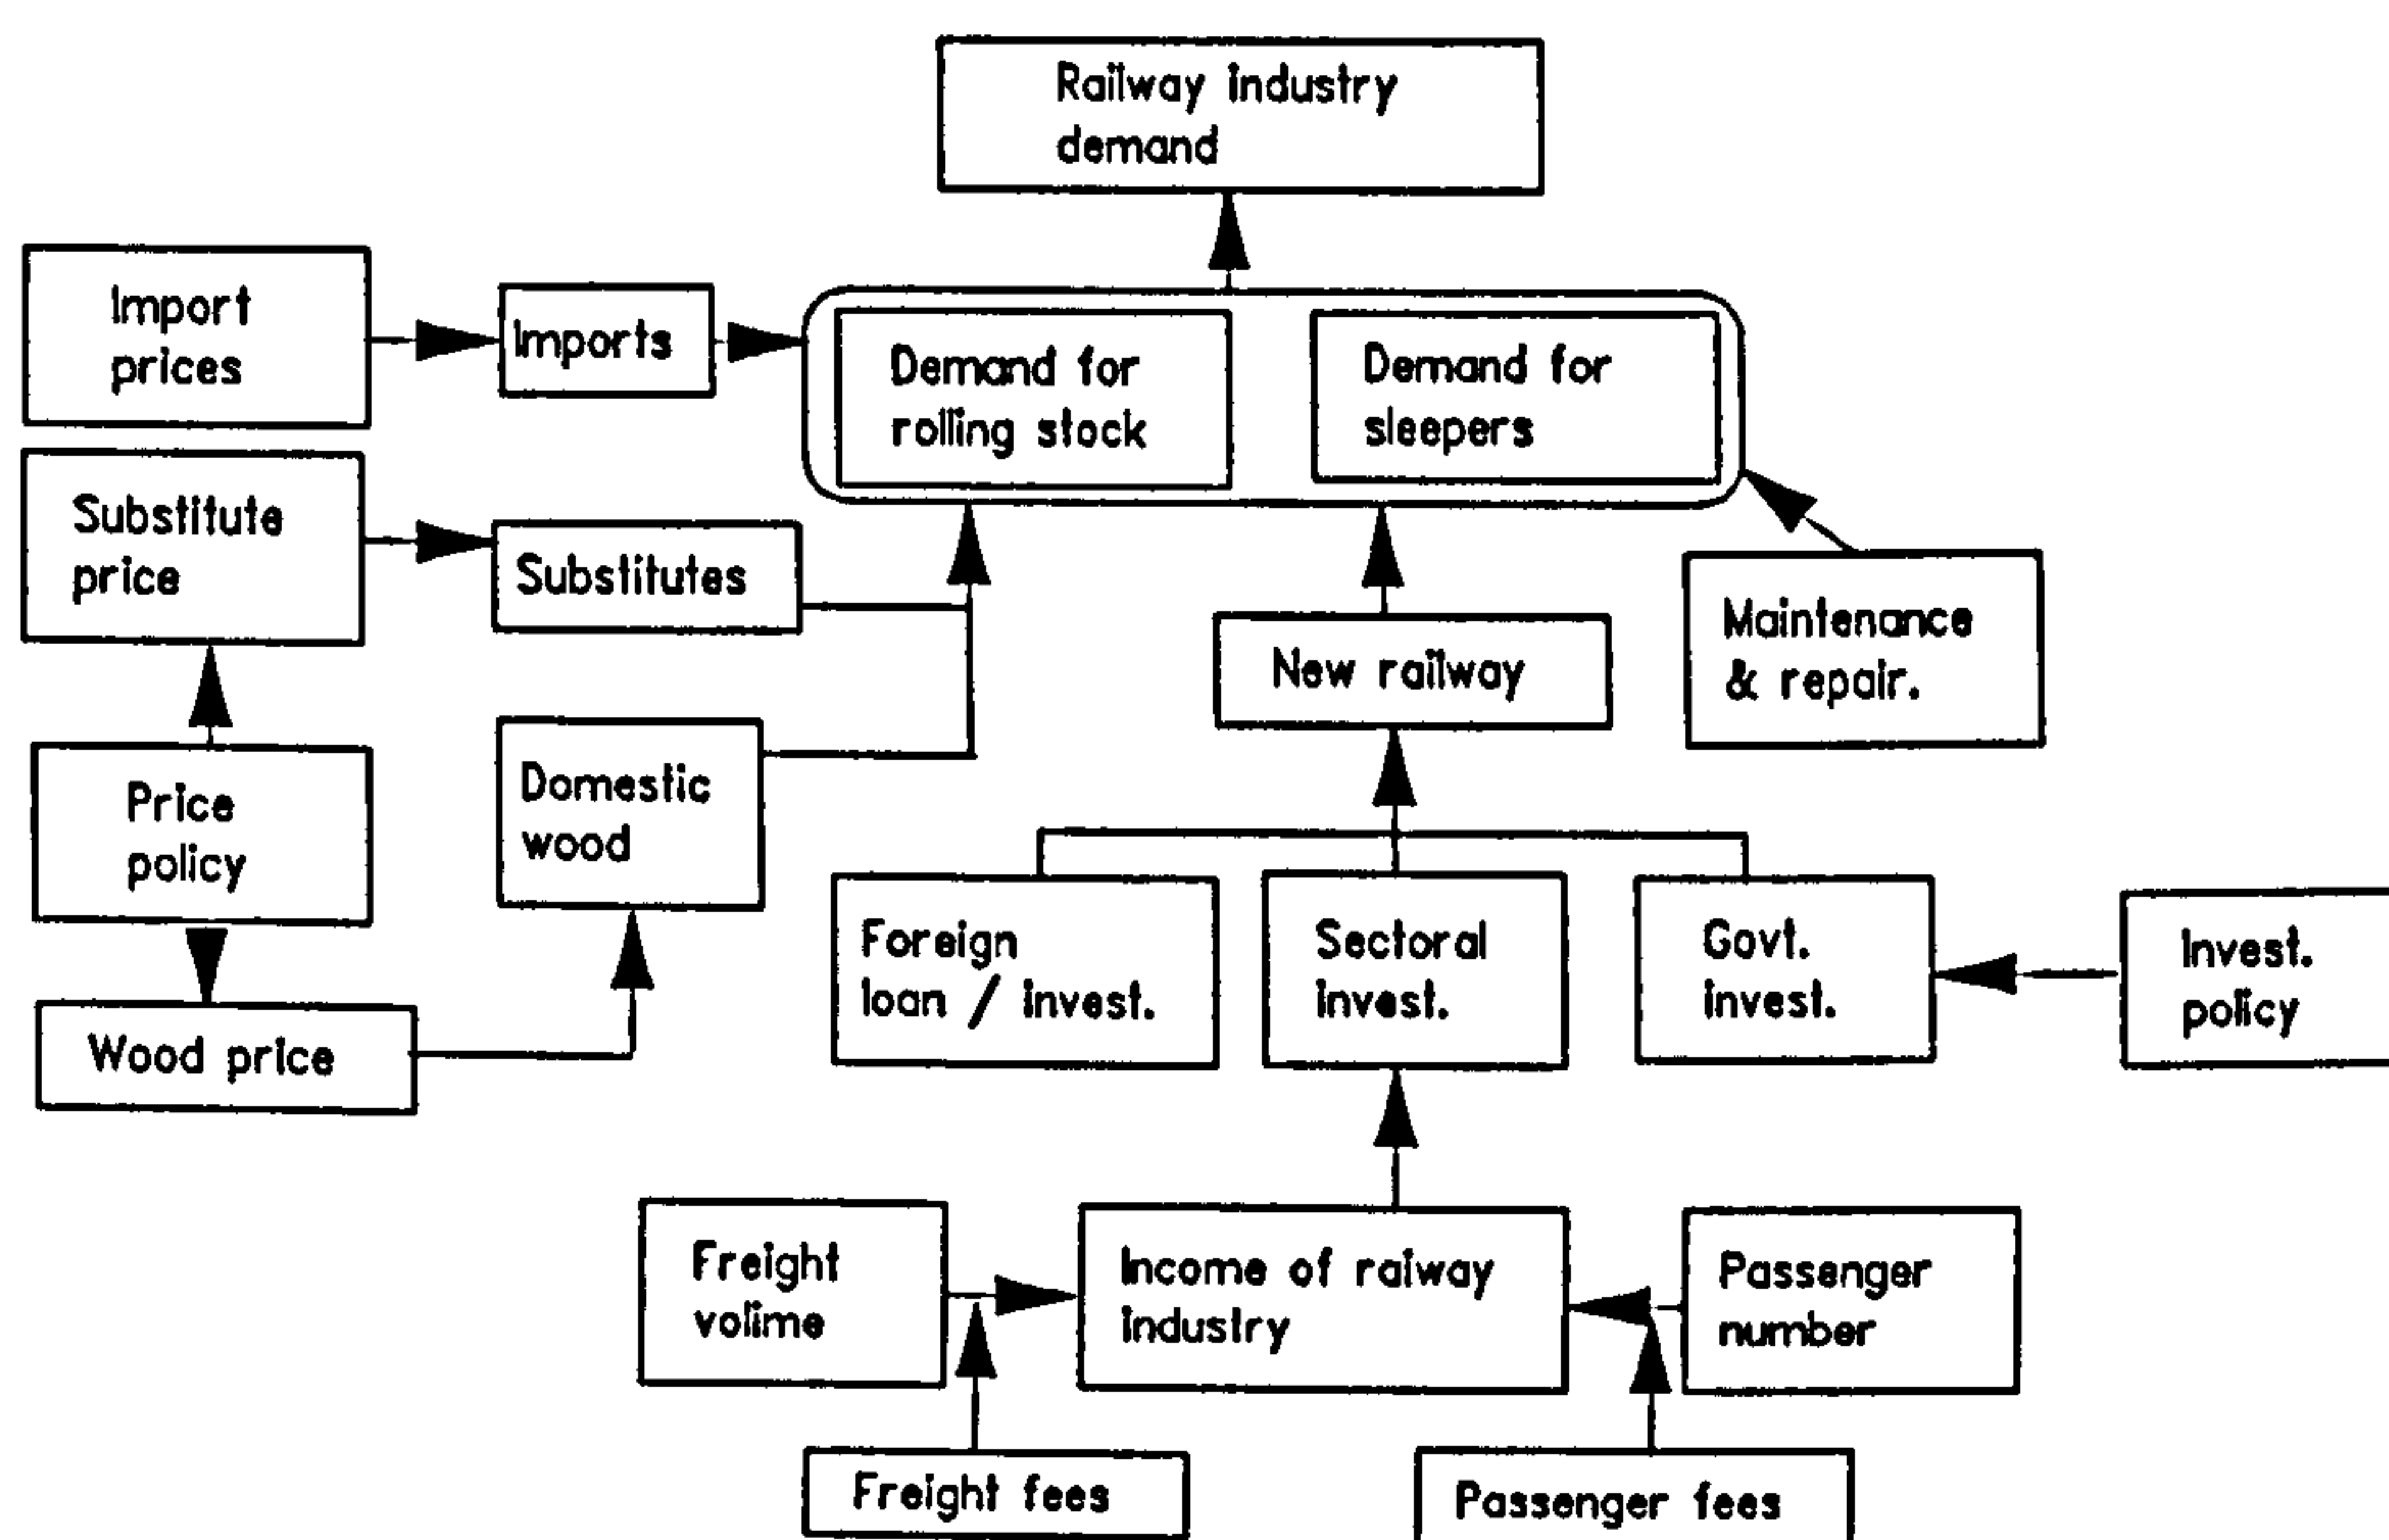 Railway industry
demand
Import
prices
Imports
Demand for
rolling stock
Demand for
sleepers
Substitute
price
Substitutes
New railway
Maintenance
& repair.
Price
policy
Domestic
wood
Foreign
loan / invest.
Sectoral
invest.
Govt.
invest.
Invest.
policy
Wood price
Freight
volime
Income of raiway
industry
Passenger
number
Freight fees
Passenger fees